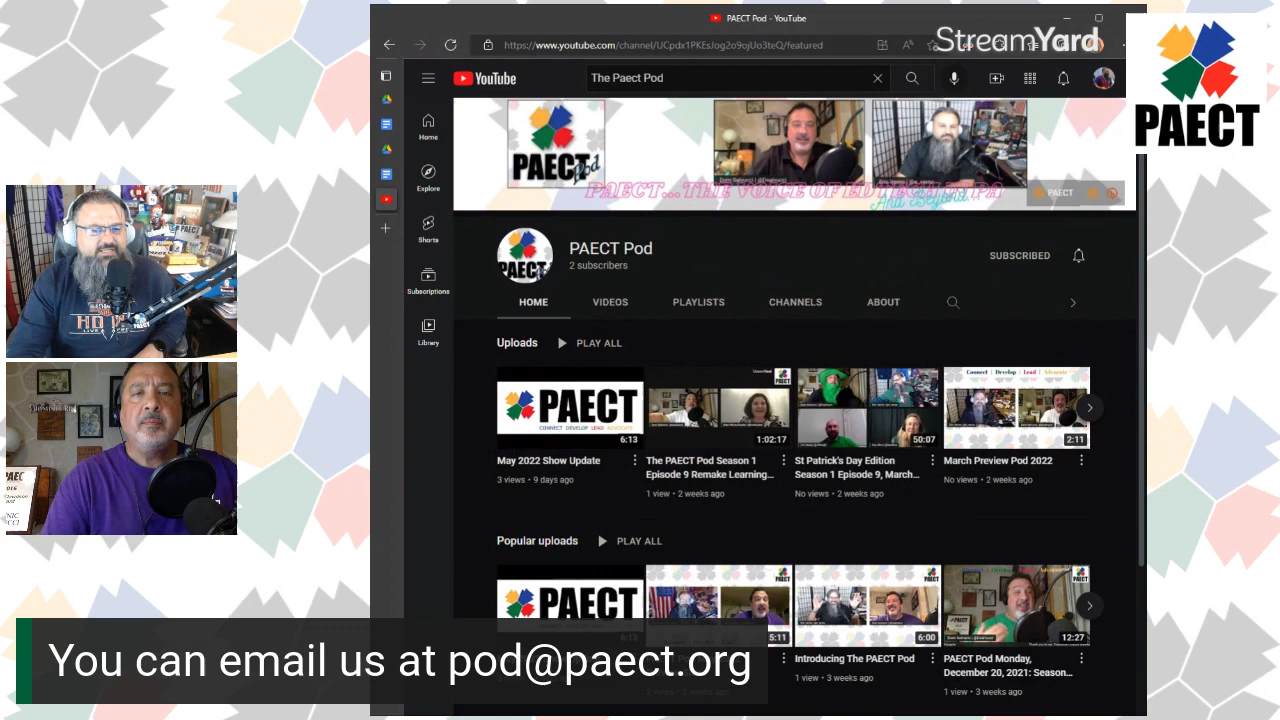 PAECT Pod - YouTube
https://www.youtube.com/channel/UCpdx1PKEsJog2o9ojUo3teQ/featured
StreamYard
PAECT
YouTube
The Paect Pod
Home
Explore
Shorts
Subscriptions
Library
PAECT Pod
PAECT...THE VOICE OF EDTECH IN PA
And Beyond...
PAECT
PAECT Pod
2 subscribers
SUBSCRIBED
HOME VIDEOS PLAYLISTS CHANNELS ABOUT
Uploads PLAY ALL
PAECT
CONNECT DEVELOP LEAD ADVOCATE
6:13
1:02:17
50:07
Connect | Develop | Lead | Advocate
2:11
May 2022 Show Update
3 views • 9 days ago
The PAECT Pod Season 1
Episode 9 Remake Learning...
1 view • 2 weeks ago
St Patrick's Day Edition
Season 1 Episode 9, March...
No views • 2 weeks ago
March Preview Pod 2022
No views • 2 weeks ago
Popular uploads PLAY ALL
PAECT
6:13
5:11
6:00
12:27
Introducing The PAECT Pod
1 view • 3 weeks ago
PAECT Pod Monday,
December 20, 2021: Season...
1 view • 3 weeks ago
You can email us at pod@paect.org